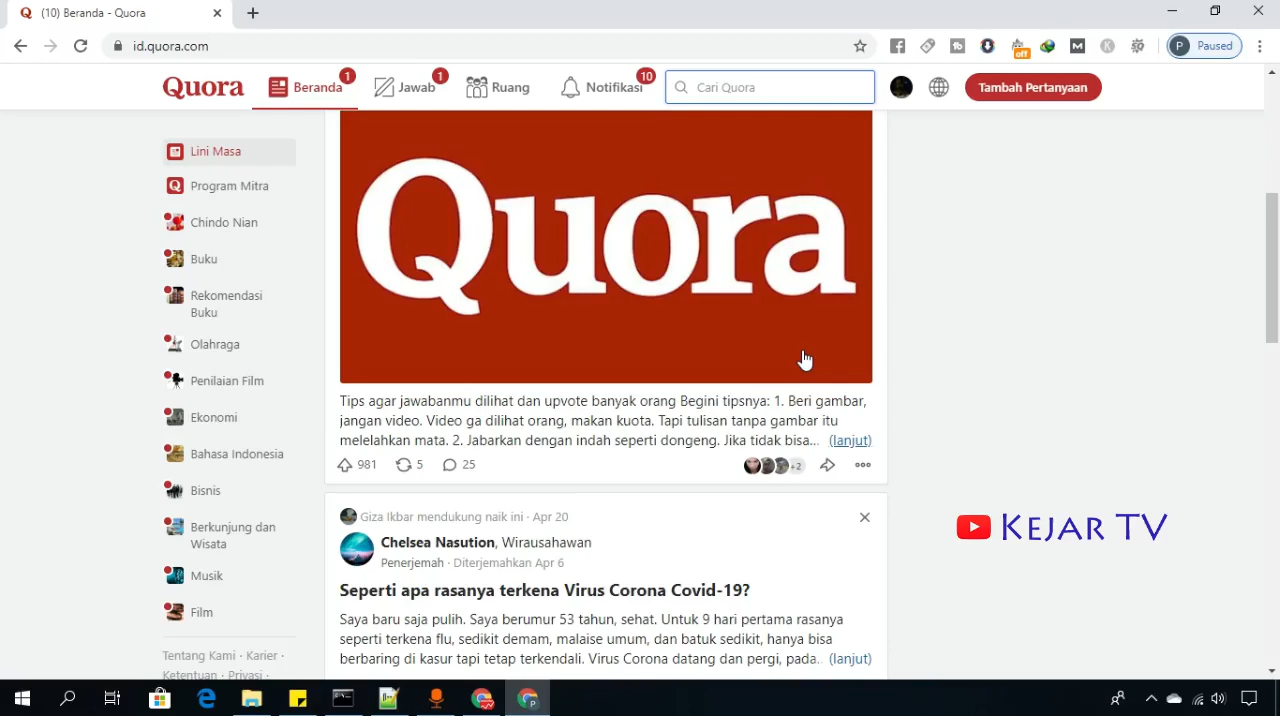 (10) Beranda - Quora
id.quora.com
off
Paused
P
Quora
Beranda
1
Jawab
1
Ruang
Notifikasi
10
Cari Quora
Tambah Pertanyaan
Lini Masa
Program Mitra
Chindo Nian
Buku
Rekomendasi
Buku
Olahraga
Penilaian Film
Ekonomi
Bahasa Indonesia
Bisnis
Berkunjung dan
Wisata
Musik
Film
Tentang Kami · Karier ·
Ketentuan · Privasi ·
Quora
Tips agar jawabanmu dilihat dan upvote banyak orang Begini tipsnya: 1. Beri gambar,
jangan video. Video ga dilihat orang, makan kuota. Tapi tulisan tanpa gambar itu
melelahkan mata. 2. Jabarkan dengan indah seperti dongeng. Jika tidak bisa... (lanjut)
981
5
25
+2
Giza Ikbar mendukung naik ini · Apr 20
Chelsea Nasution, Wirausahawan
Penerjemah · Diterjemahkan Apr 6
Seperti apa rasanya terkena Virus Corona Covid-19?
Saya baru saja pulih. Saya berumur 53 tahun, sehat. Untuk 9 hari pertama rasanya
seperti terkena flu, sedikit demam, malaise umum, dan batuk sedikit, hanya bisa
berbaring di kasur tapi tetap terkendali. Virus Corona datang dan pergi, pada.. (lanjut)
KEJAR TV